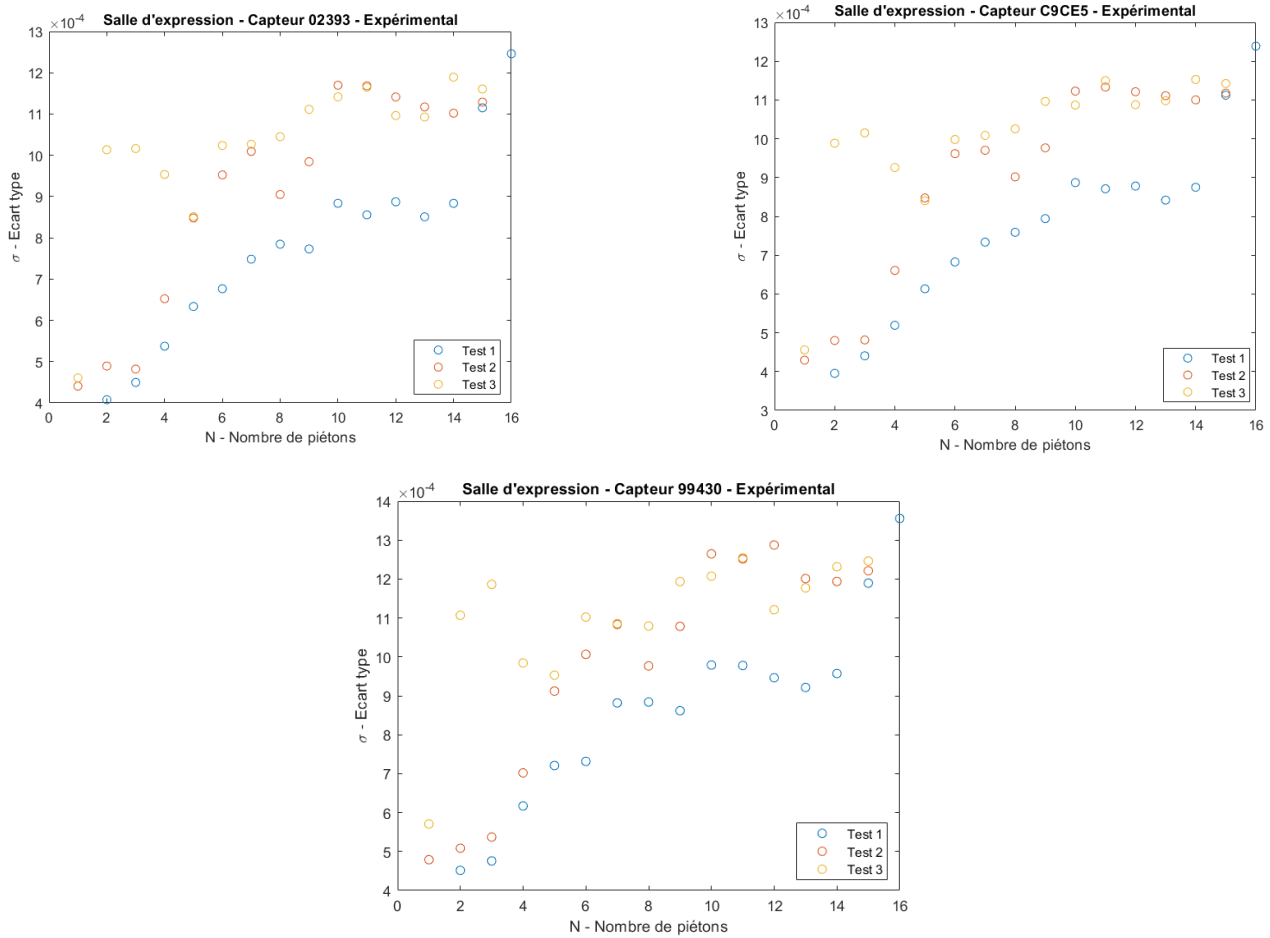 Salle d'expression - Capteur 02393 - Expérimental
×10-4
13
12
11
10
9
8
7
6
5
4
σ - Ecart type
0 2 4 6 8 10 12 14 16
N - Nombre de piétons
Test 1
Test 2
Test 3
Salle d'expression - Capteur C9CE5 - Expérimental
×10-4
13
12
11
10
9
8
7
6
5
4
3
σ - Ecart type
0 2 4 6 8 10 12 14 16
N - Nombre de piétons
Test 1
Test 2
Test 3
Salle d'expression - Capteur 99430 - Expérimental
×10-4
14
13
12
11
10
9
8
7
6
5
4
σ - Ecart type
0 2 4 6 8 10 12 14 16
N - Nombre de piétons
Test 1
Test 2
Test 3